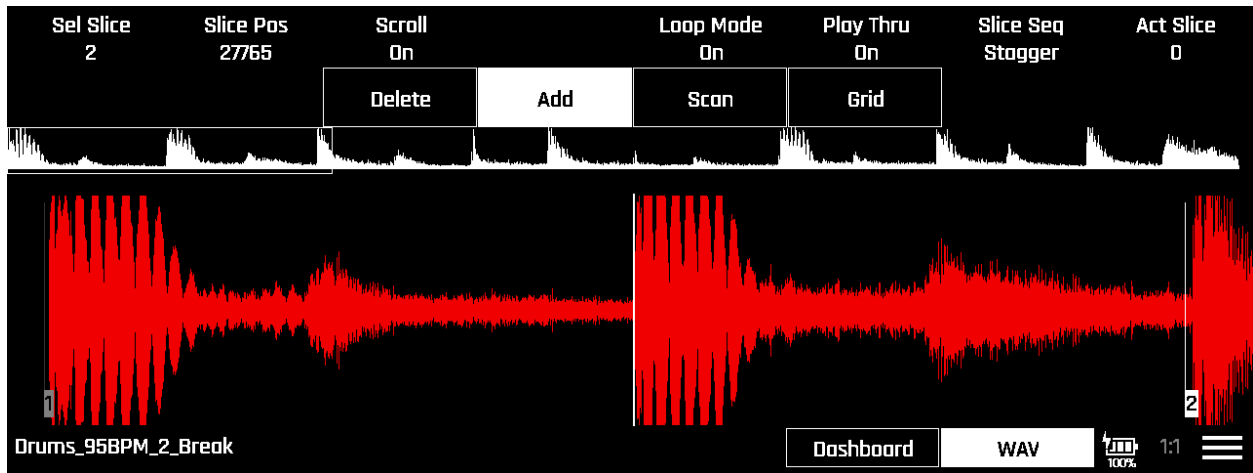 Sel Slice Slice Pos Scroll Loop Mode Play Thru Slice Seq Act Slice
2 27765 On On On Stagger 0
Delete Add Scan Grid
1 2
Drums_95BPM_2_Break Dashboard WAV 1:1
100%